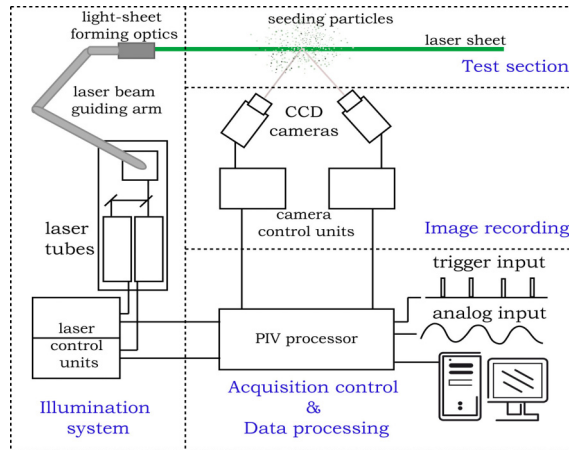 light-sheet
forming optics
seeding particles
laser sheet
Test section
laser beam
guiding arm
CCD
cameras
laser
tubes
camera
control units
Image recording
trigger input
analog input
laser
control
units
PIV processor
Illumination
system
Acquisition control
&
Data processing